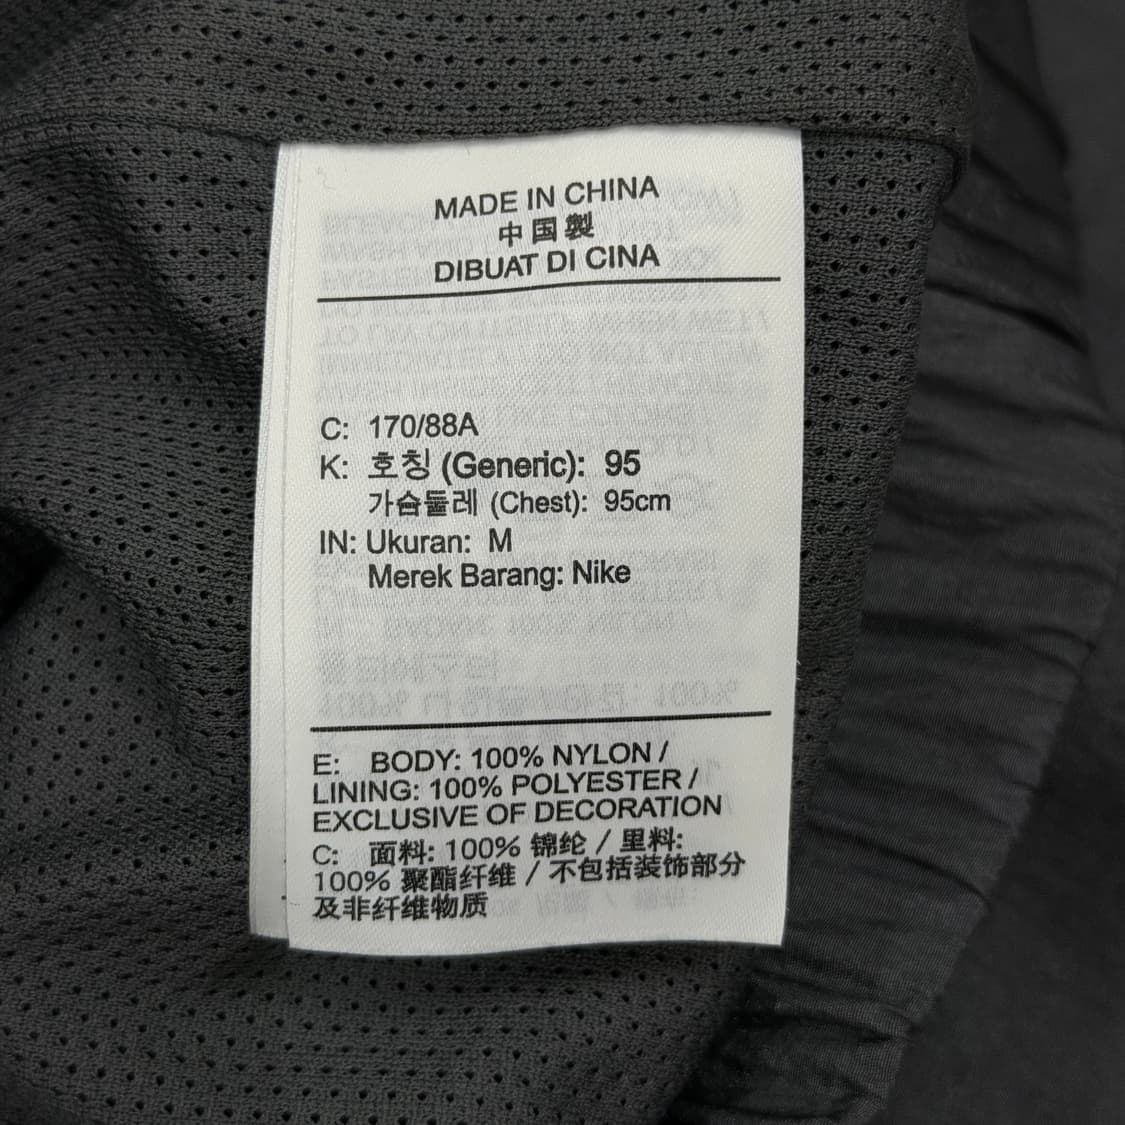 MADE IN CHINA
中国製
DIBUAT DI CINA
C: 170/88A
K: 호칭 (Generic): 95
가슴둘레 (Chest): 95cm
IN: Ukuran: M
Merek Barang: Nike
E: BODY: 100% NYLON /
LINING: 100% POLYESTER /
EXCLUSIVE OF DECORATION
C: 面料: 100% 锦纶 / 里料:
100% 聚酯纤维 / 不包括装饰部分
及非纤维物质